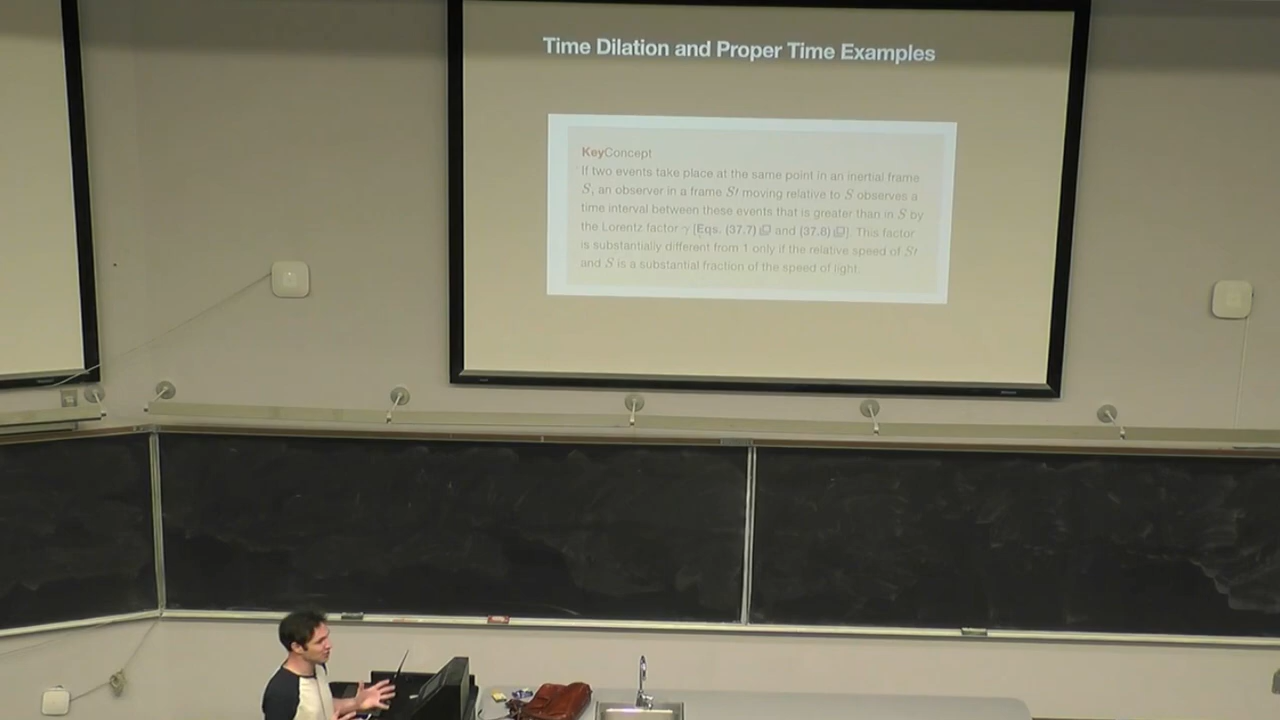 Time Dilation and Proper Time Examples
KeyConcept
If two events take place at the same point in an inertial frame
S, an observer in a frame S′ moving relative to S observes a
time interval between these events that is greater than in S by
the Lorentz factor γ [Eqs. (37.7) and (37.8)]. This factor
is substantially different from 1 only if the relative speed of S′
and S is a substantial fraction of the speed of light.